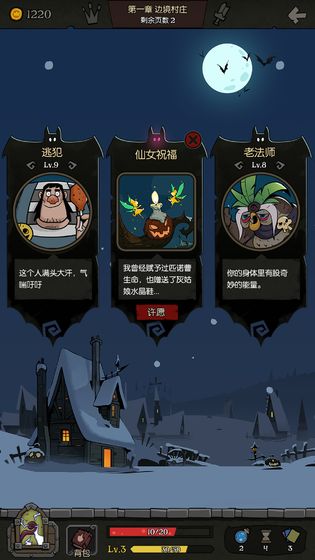 1220
第一章 边境村庄
剩余页数 2
逃犯
Lv.9
这个人满头大汗，气
喘吁吁
仙女祝福
我曾经赋予过匹诺曹
生命，也赠送了灰姑
娘水晶鞋...
许愿
老法师
Lv.8
你的身体里有股奇
妙的能量。
背包
10/20
Lv.3
2
4
3